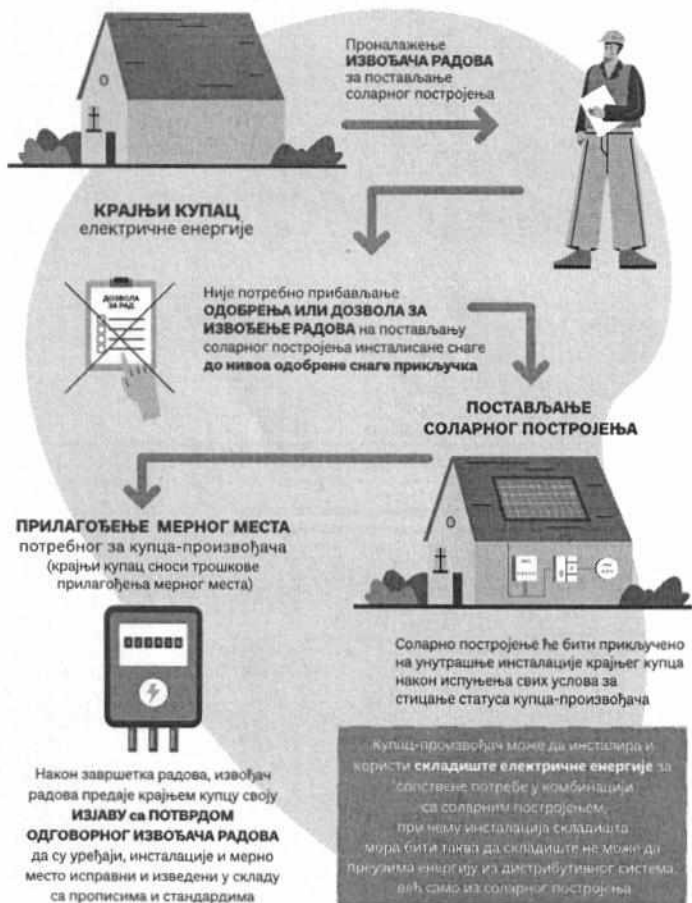 Проналажење
ИЗВОЂАЧА РАДОВА
за постављање
соларног постројења
КРАЈЊИ КУПАЦ
електричне енергије
ДОЗВОЛА
ЗА РАД
Није потребно прибављање
ОДОБРЕЊА ИЛИ ДОЗВОЛА ЗА
ИЗВОЂЕЊЕ РАДОВА на постављању
соларног постројења инсталисане снаге
до нивоа одобрене снаге прикључка
ПОСТАВЉАЊЕ
СОЛАРНОГ ПОСТРОЈЕЊА
ПРИЛАГОЂЕЊЕ МЕРНОГ МЕСТА
потребног за купца-произвођача
(крајњи купац сноси трошкове
прилагођења мерног места)
Соларно постројење ће бити прикључено
на унутрашње инсталације крајњег купца
након испуњења свих услова за
стицање статуса купца-произвођача
Након завршетка радова, извођач
радова предаје крајњем купцу своју
ИЗЈАВУ са ПОТВРДОМ
ОДГОВОРНОГ ИЗВОЂАЧА РАДОВА
да су уређаји, инсталације и мерно
место исправни и изведени у складу
са прописима и стандардима
Купац-произвођач може да инсталира и
користи складиште електричне енергије за
сопствене потребе у комбинацији
са соларним постројењем,
при чему инсталација складишта
мора бити таква да складиште не може да
преузима енергију из дистрибутивног система,
већ само из соларног постројења